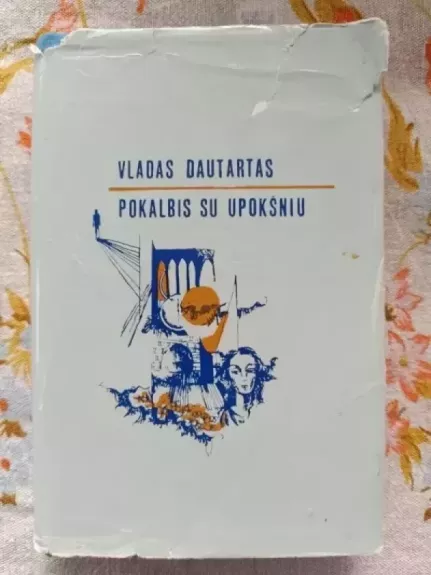 VLADAS DAUTARTAS
POKALBIS SU UPOKŠNIU